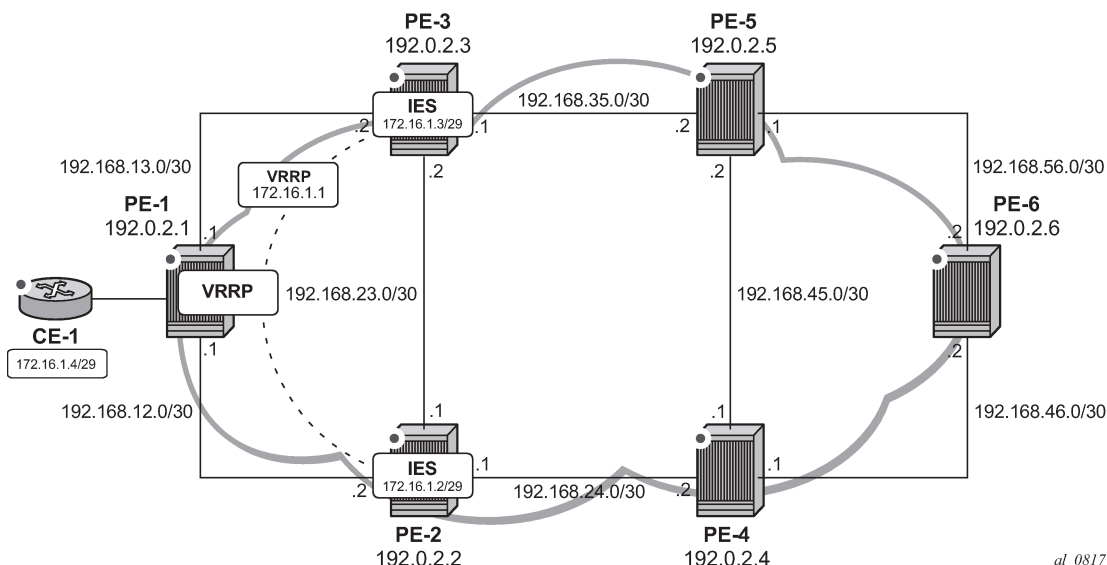 PE-3
192.0.2.3
PE-5
192.0.2.5
IES
172.16.1.3/29
.2
.1
192.168.35.0/30
.2
.1
192.168.13.0/30
VRRP
172.16.1.1
.2
.2
192.168.56.0/30
PE-1
192.0.2.1
.1
PE-6
192.0.2.6
.2
VRRP
192.168.23.0/30
192.168.45.0/30
CE-1
172.16.1.4/29
.1
.2
192.168.12.0/30
.1
.1
192.168.46.0/30
IES
172.16.1.2/29
.2
.1
192.168.24.0/30
.2
.1
PE-2
192.0.2.2
PE-4
192.0.2.4
al_0817